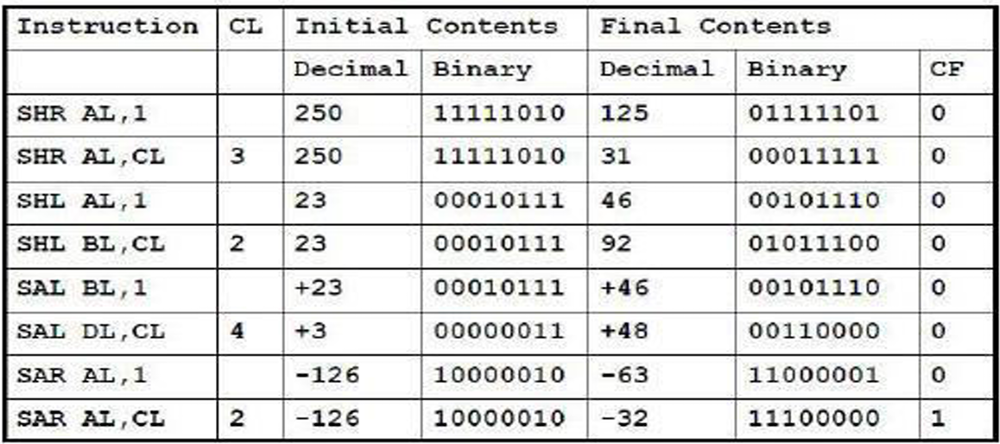 Instruction CL Initial Contents Final Contents
Decimal Binary Decimal Binary CF
SHR AL,1 250 11111010 125 01111101 0
SHR AL,CL 3 250 11111010 31 00011111 0
SHL AL,1 23 00010111 46 00101110 0
SHL BL,CL 2 23 00010111 92 01011100 0
SAL BL,1 +23 00010111 +46 00101110 0
SAL DL,CL 4 +3 00000011 +48 00110000 0
SAR AL,1 -126 10000010 -63 11000001 0
SAR AL,CL 2 -126 10000010 -32 11100000 1